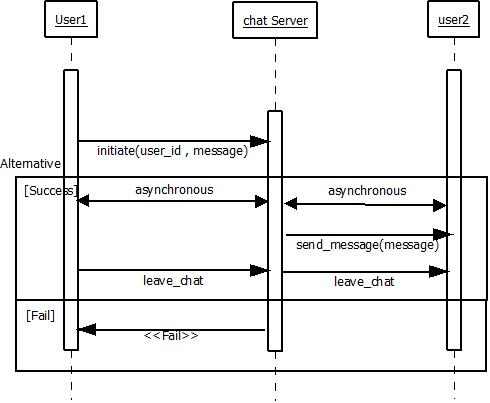 User1
chat Server
user2
initiate(user_id , message)
Alternative
[Success]
asynchronous
asynchronous
send_message(message)
leave_chat
leave_chat
[Fail]
<<Fail>>